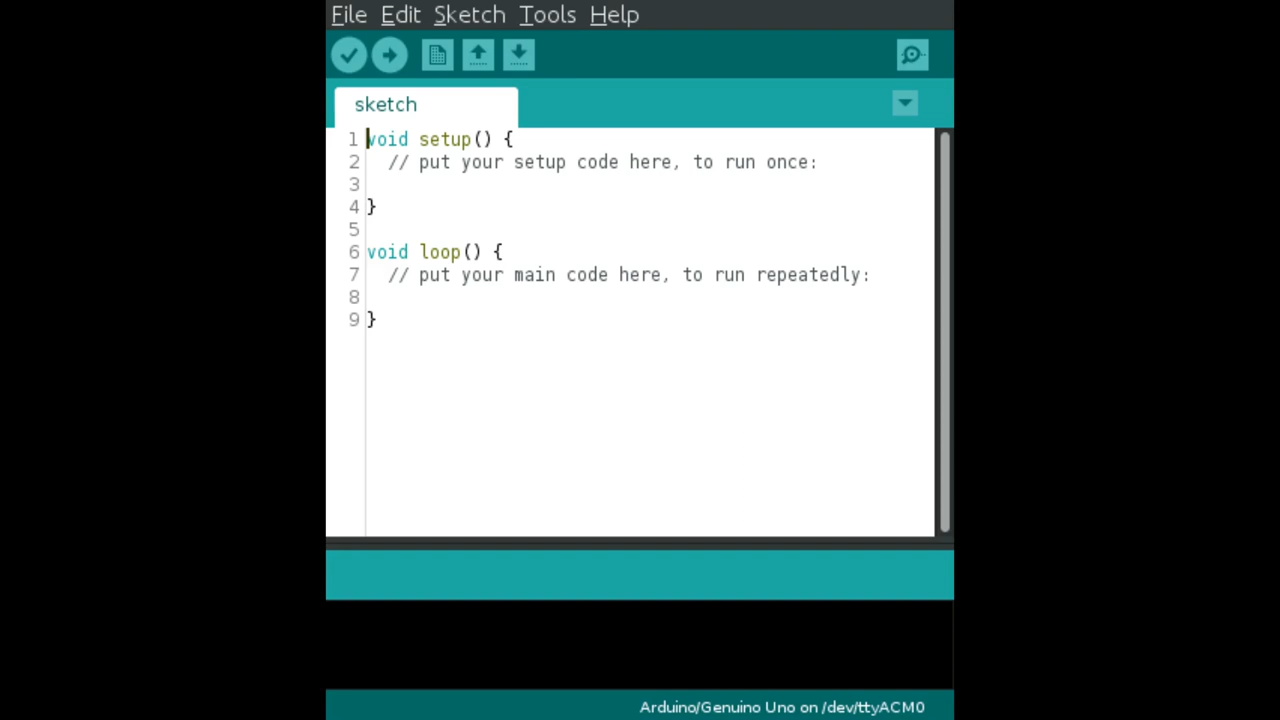 File Edit Sketch Tools Help
sketch
1 void setup() {
2 // put your setup code here, to run once:
3
4 }
5
6 void loop() {
7 // put your main code here, to run repeatedly:
8
9 }
Arduino/Genuino Uno on /dev/ttyACM0